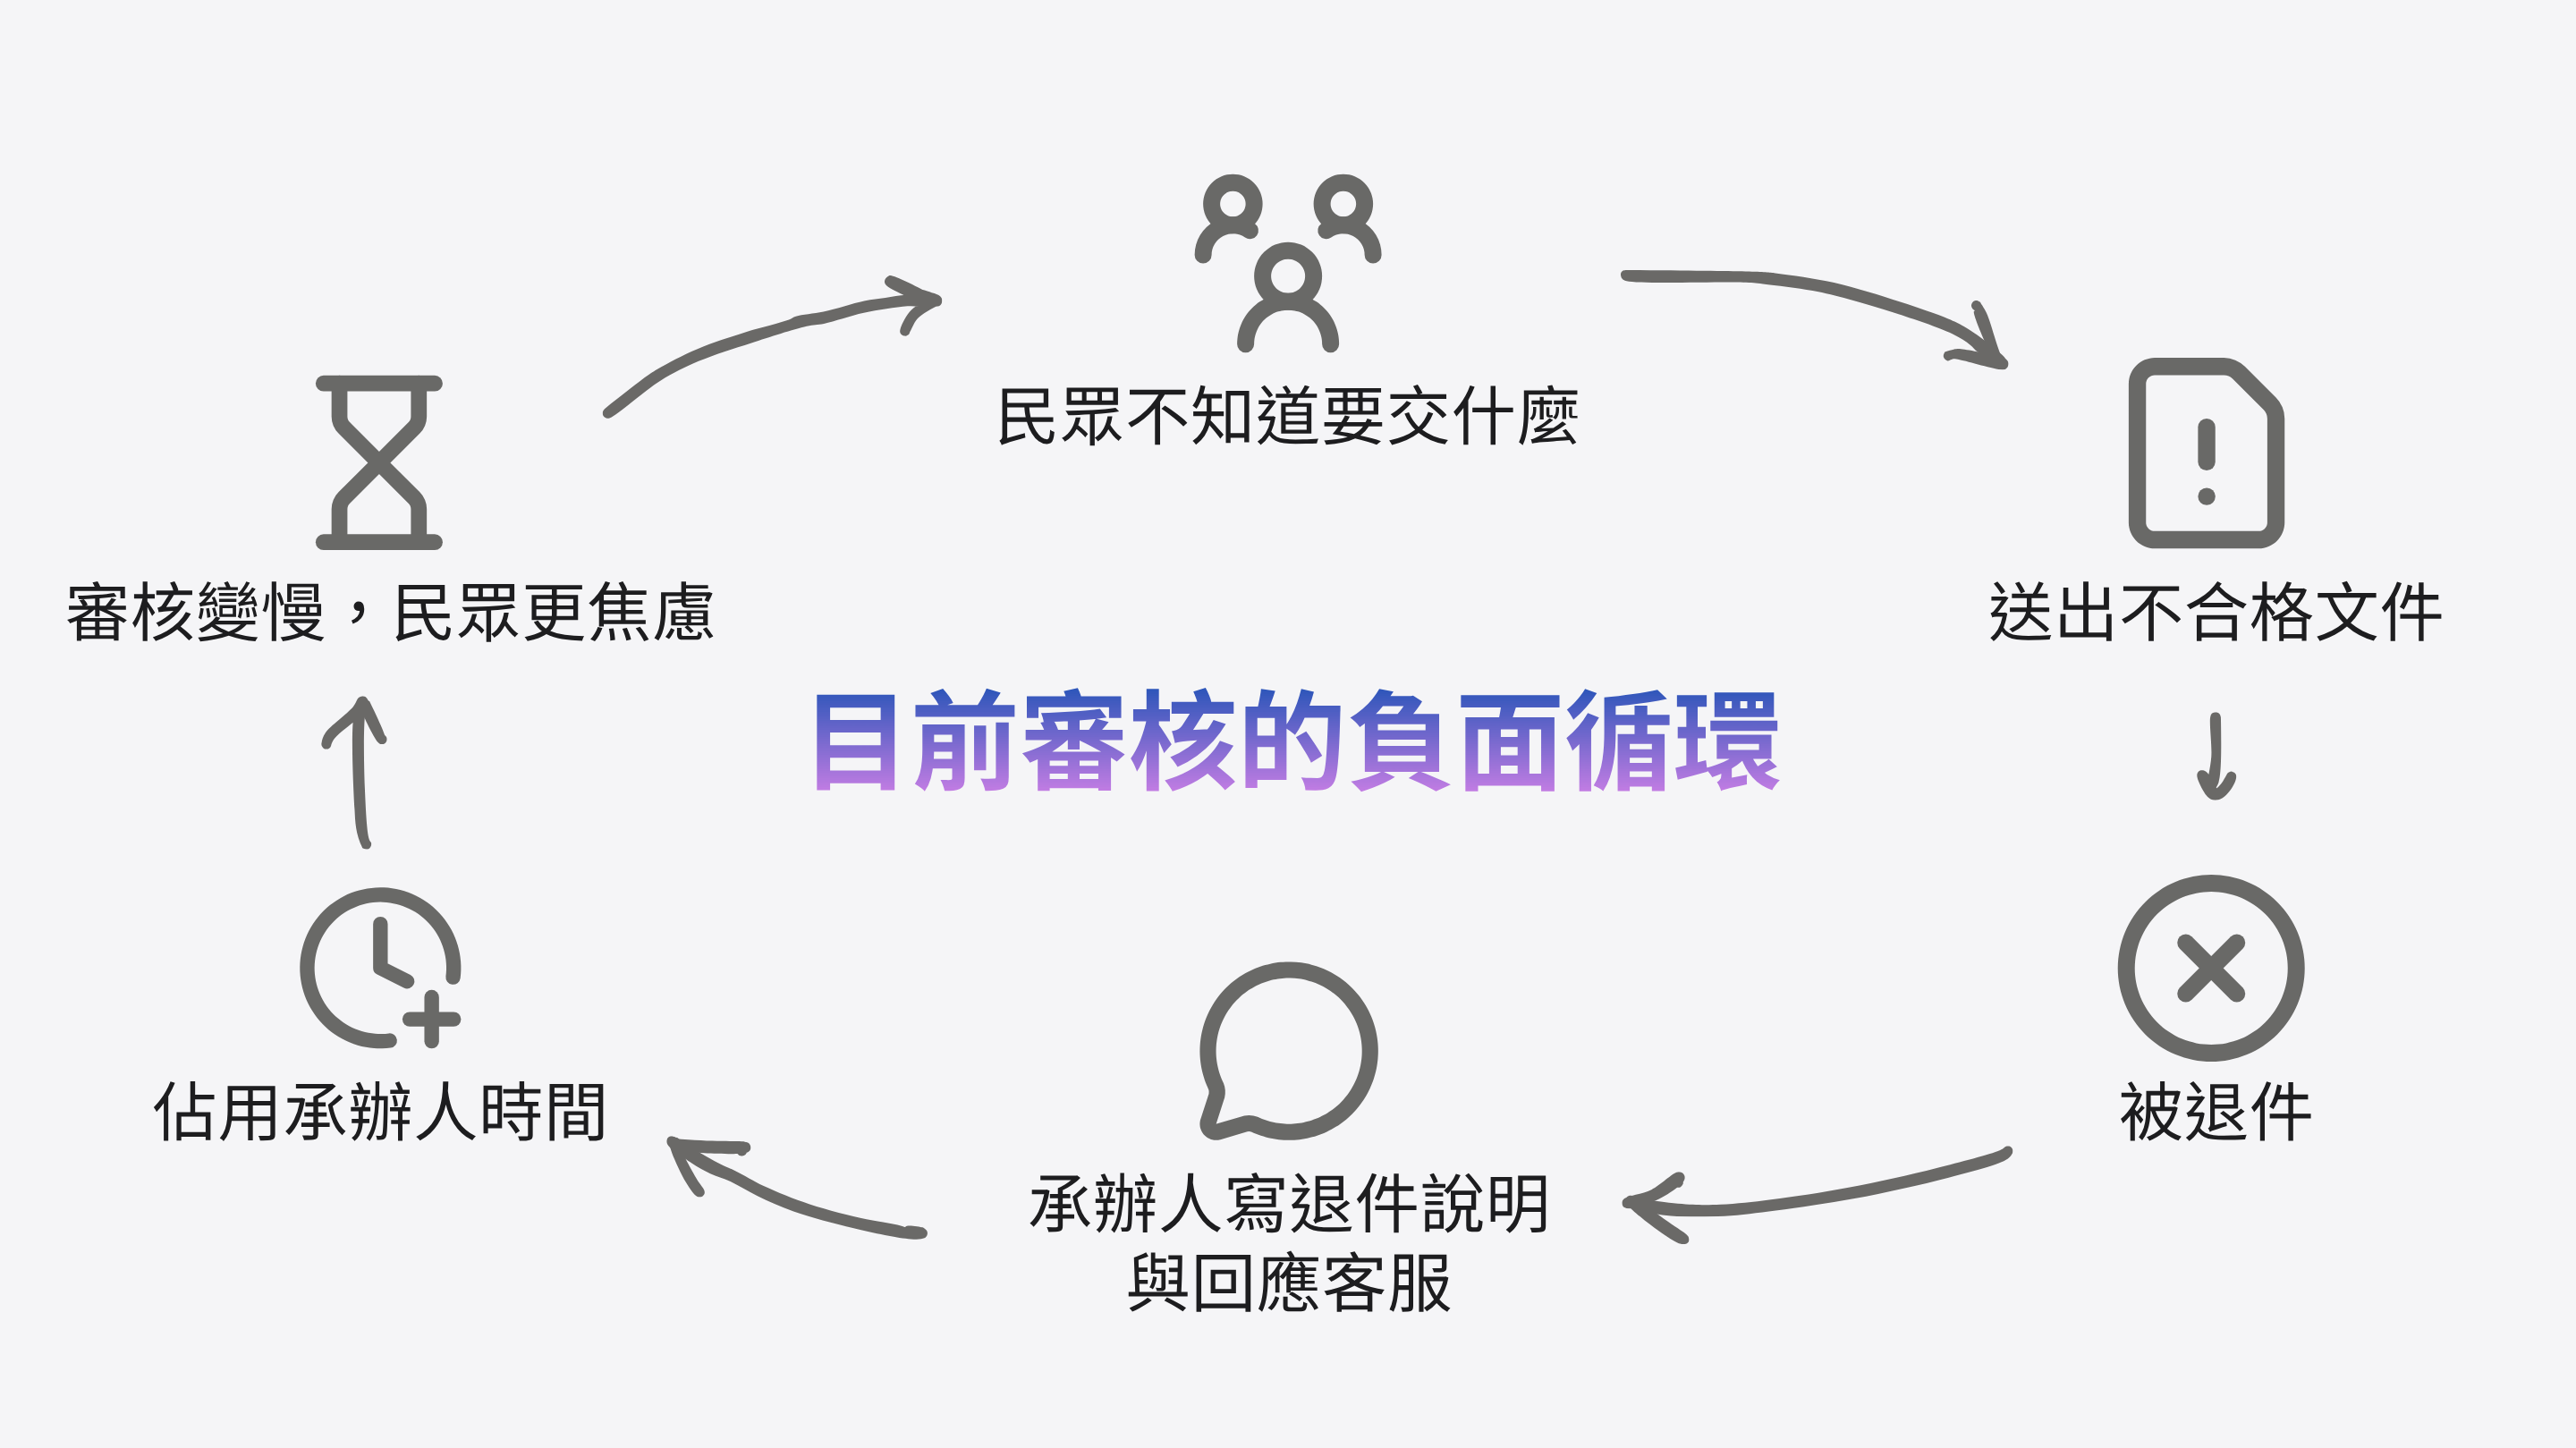 民眾不知道要交什麼
審核變慢，民眾更焦慮
送出不合格文件
目前審核的負面循環
佔用承辦人時間
被退件
承辦人寫退件說明
與回應客服